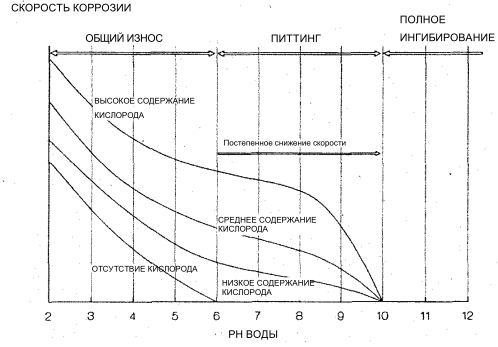 СКОРОСТЬ КОРРОЗИИ
ПОЛНОЕ
ИНГИБИРОВАНИЕ
ОБЩИЙ ИЗНОС
ПИТТИНГ
ВЫСОКОЕ СОДЕРЖАНИЕ
КИСЛОРОДА
Постепенное снижение скорости
СРЕДНЕЕ СОДЕРЖАНИЕ
КИСЛОРОДА
ОТСУТСТВИЕ КИСЛОРОДА
НИЗКОЕ СОДЕРЖАНИЕ
КИСЛОРОДА
2 3 4 5 6 7 8 9 10 11 12
РН ВОДЫ